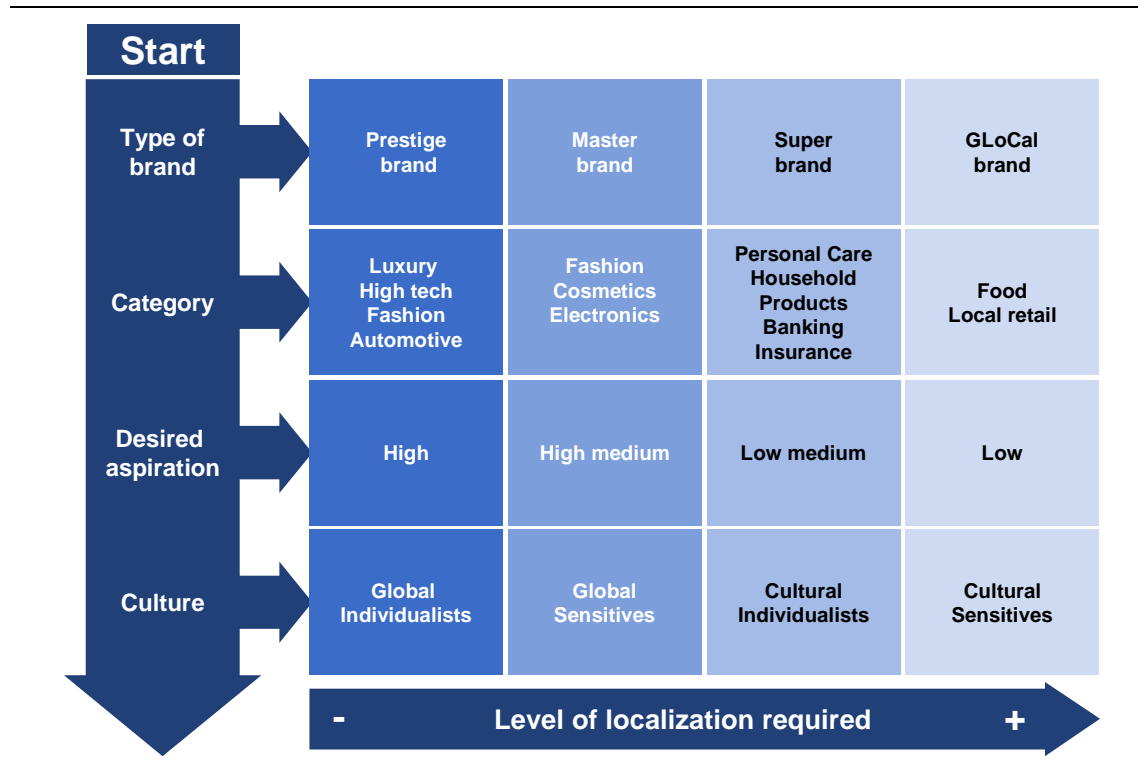 Start
Type of
brand
Prestige
brand
Master
brand
Super
brand
GLoCal
brand
Category
Luxury
High tech
Fashion
Automotive
Fashion
Cosmetics
Electronics
Personal Care
Household
Products
Banking
Insurance
Food
Local retail
Desired
aspiration
High
High medium
Low medium
Low
Culture
Global
Individualists
Global
Sensitives
Cultural
Individualists
Cultural
Sensitives
- Level of localization required +